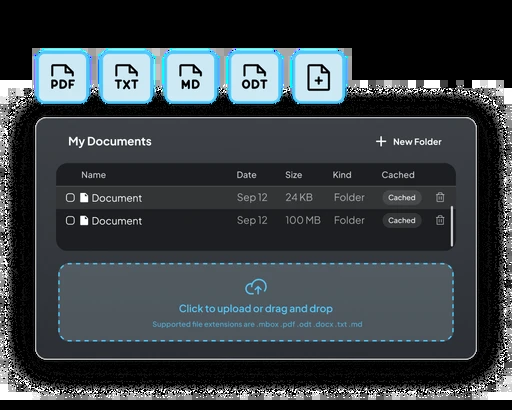 PDF TXT MD ODT
My Documents + New Folder
Name Date Size Kind Cached
Document Sep 12 24 KB Folder Cached
Document Sep 12 100 MB Folder Cached
Click to upload or drag and drop
Supported file extensions are .mbox .pdf .odt .docx .txt .md